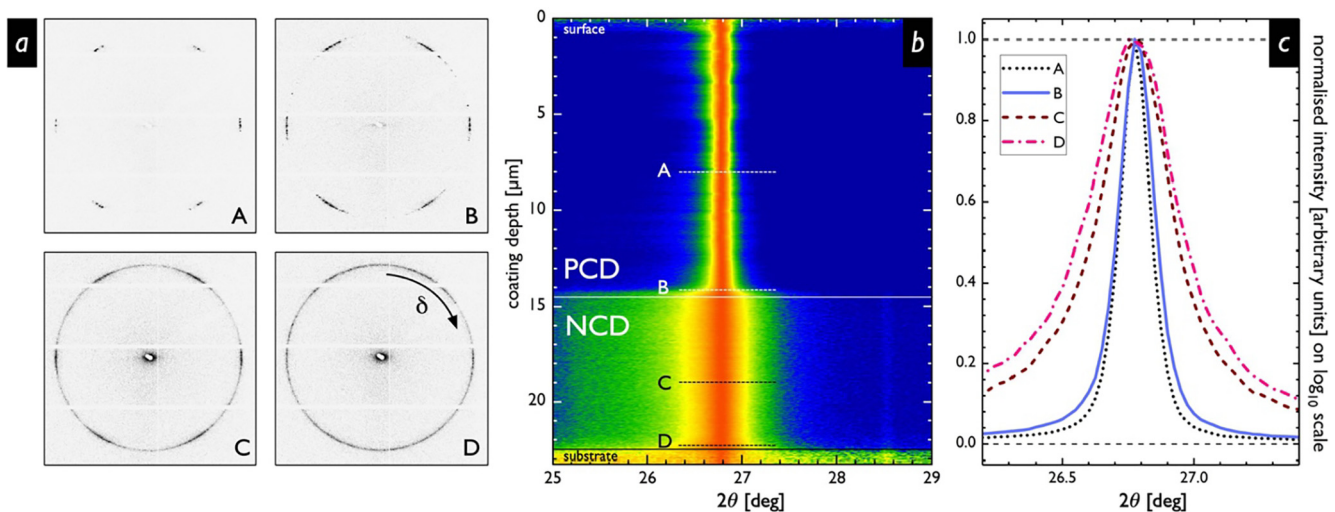 a
A
B
C
D
δ
b
0
5
10
15
20
coating depth [µm]
surface
A
PCD
B
NCD
C
D
substrate
25
26
27
28
29
2θ [deg]
c
A
B
C
D
1.0
0.8
0.6
0.4
0.2
0.0
26.5
27.0
2θ [deg]
normalised intensity [arbitrary units] on log10 scale